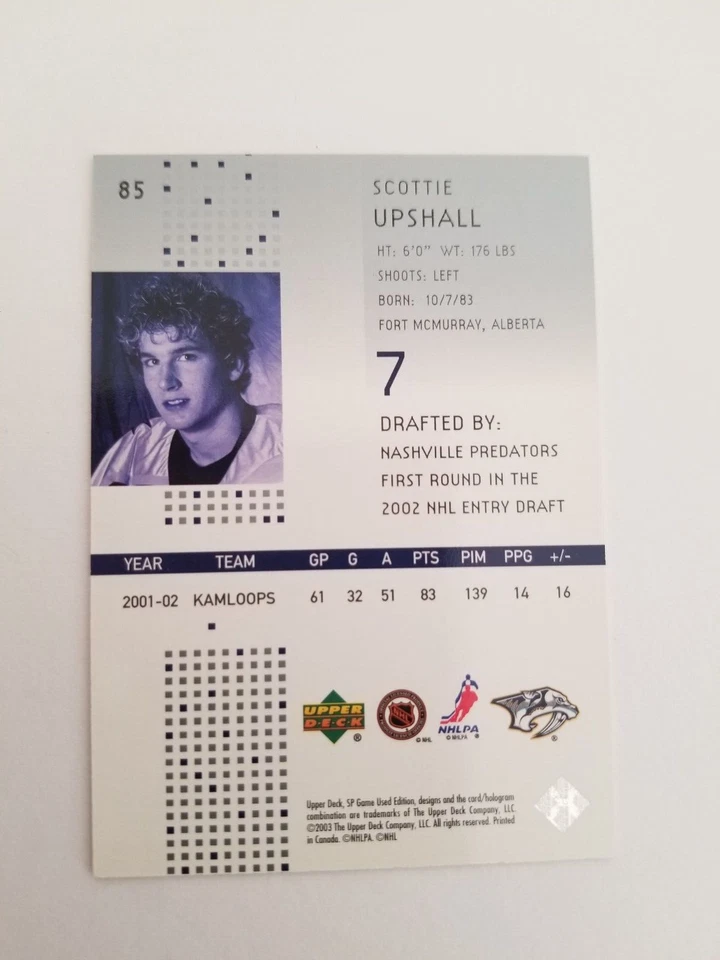 85
SCOTTIE
UPSHALL
HT: 6'0" WT: 176 LBS
SHOOTS: LEFT
BORN: 10/7/83
FORT MCMURRAY, ALBERTA
7
DRAFTED BY:
NASHVILLE PREDATORS
FIRST ROUND IN THE
2002 NHL ENTRY DRAFT
YEAR TEAM GP G A PTS PIM PPG +/-
2001-02 KAMLOOPS 61 32 51 83 139 14 16
UPPER
DECK
®
NHL
© NHL
NHLPA
© NHLPA ®
®
Upper Deck, SP Game Used Edition, designs and the card/hologram
combination are trademarks of The Upper Deck Company, LLC.
©2003 The Upper Deck Company, LLC. All rights reserved. Printed
in Canada. ©NHLPA. ©NHL